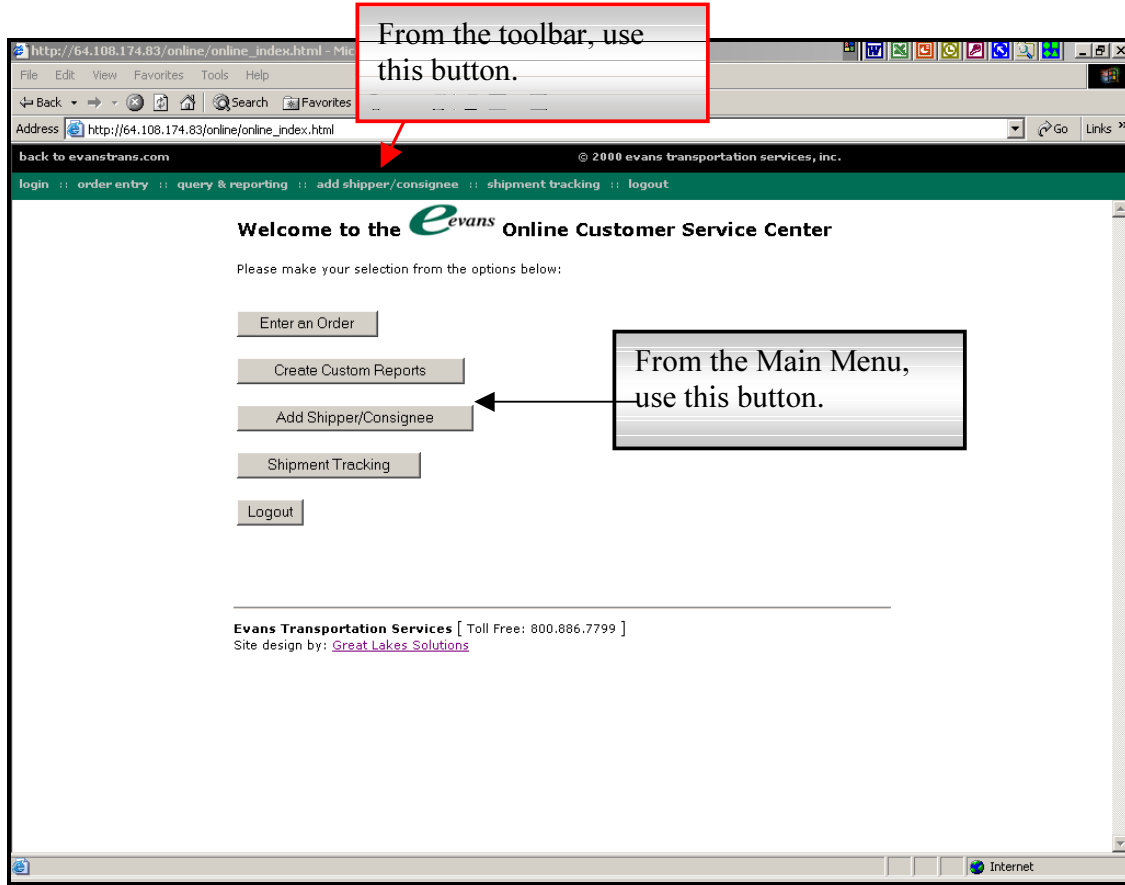 From the toolbar, use
this button.
http://64.108.174.83/online/online_index.html - Mic
File Edit View Favorites Tools Help
Back Search Favorites
Address http://64.108.174.83/online/online_index.html Go Links »
back to evanstrans.com © 2000 evans transportation services, inc.
login :: order entry :: query & reporting :: add shipper/consignee :: shipment tracking :: logout
Welcome to the evans Online Customer Service Center
Please make your selection from the options below:
Enter an Order
Create Custom Reports
From the Main Menu,
use this button.
Add Shipper/Consignee
Shipment Tracking
Logout
Evans Transportation Services [ Toll Free: 800.886.7799 ]
Site design by: Great Lakes Solutions
Internet